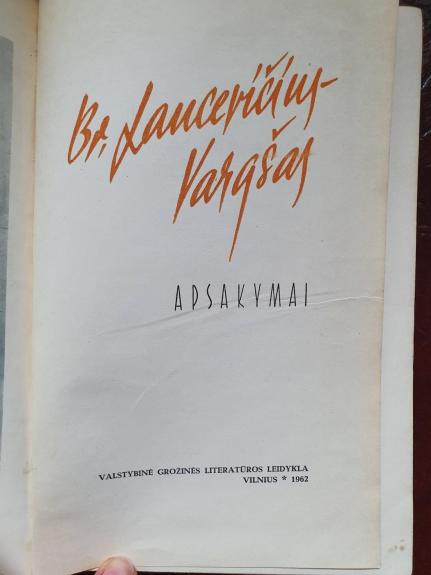 Br. Laucevičius-
Vargšas
APSAKYMAI
VALSTYBINĖ GROŽINĖS LITERATŪROS LEIDYKLA
VILNIUS * 1962